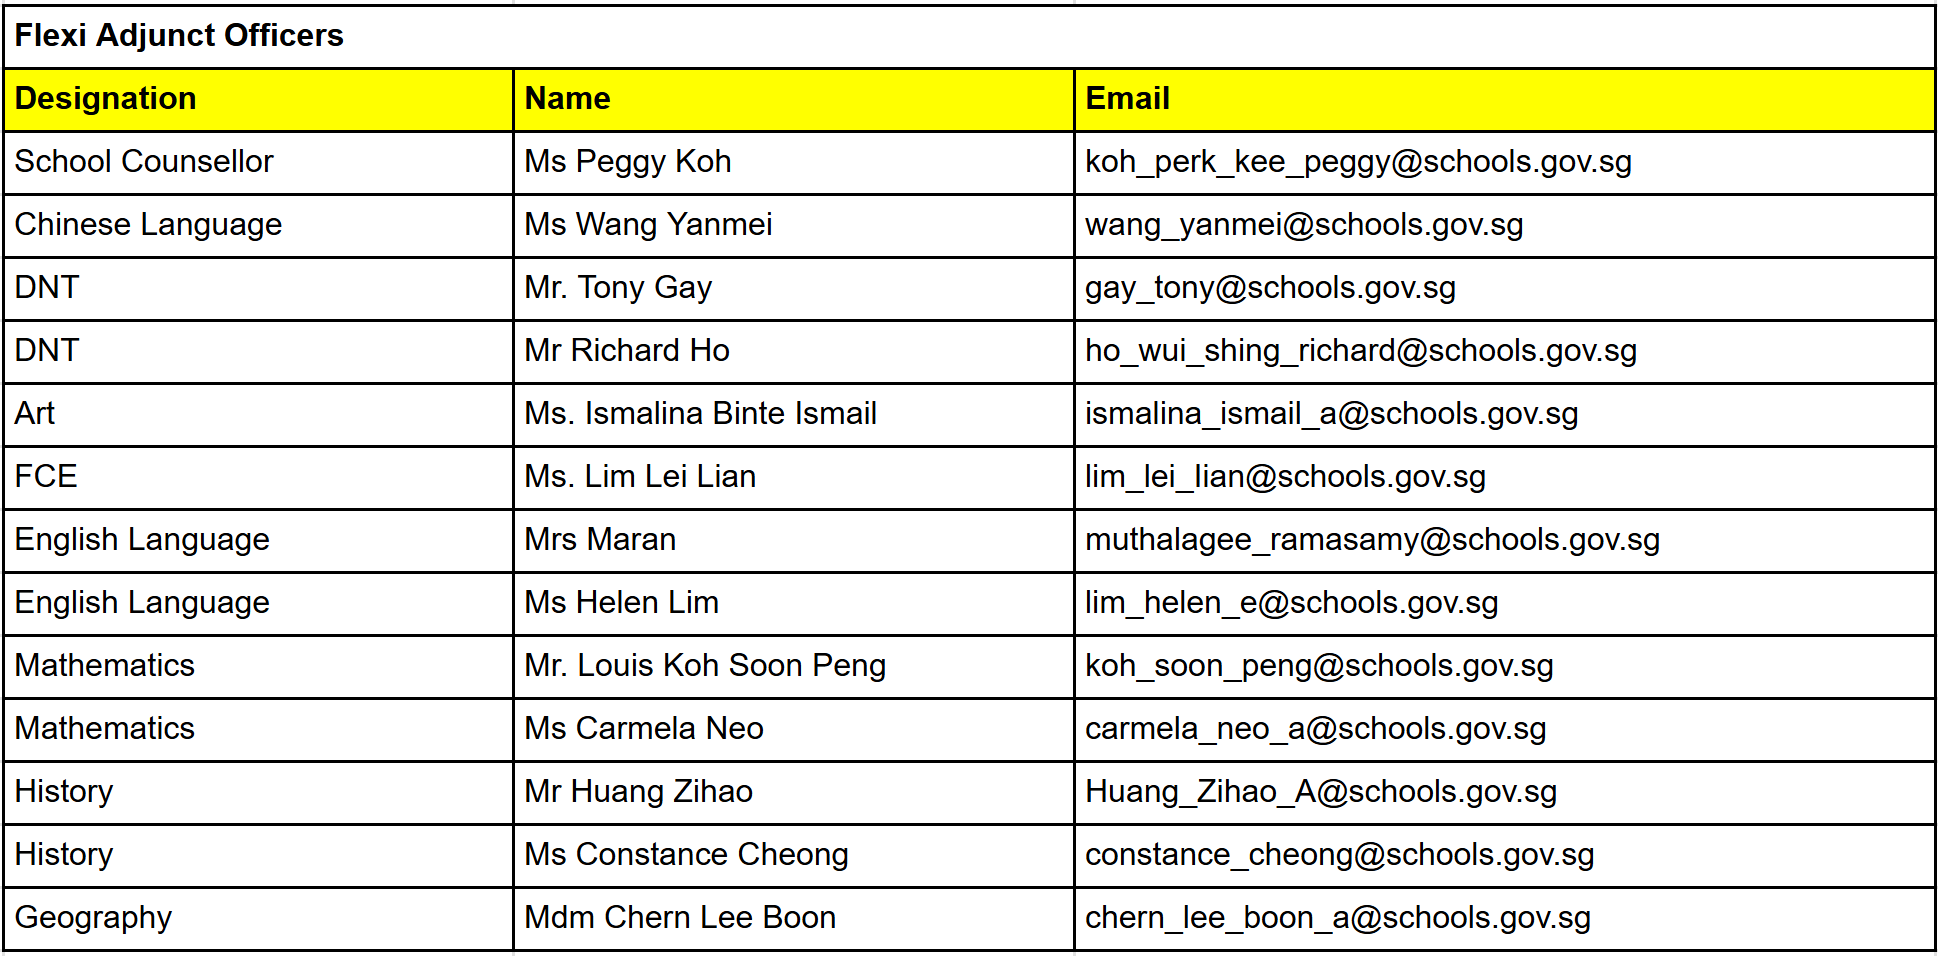 Flexi Adjunct Officers
Designation Name Email
School Counsellor Ms Peggy Koh koh_perk_kee_peggy@schools.gov.sg
Chinese Language Ms Wang Yanmei wang_yanmei@schools.gov.sg
DNT Mr. Tony Gay gay_tony@schools.gov.sg
DNT Mr Richard Ho ho_wui_shing_richard@schools.gov.sg
Art Ms. Ismalina Binte Ismail ismalina_ismail_a@schools.gov.sg
FCE Ms. Lim Lei Lian lim_lei_lian@schools.gov.sg
English Language Mrs Maran muthalagee_ramasamy@schools.gov.sg
English Language Ms Helen Lim lim_helen_e@schools.gov.sg
Mathematics Mr. Louis Koh Soon Peng koh_soon_peng@schools.gov.sg
Mathematics Ms Carmela Neo carmela_neo_a@schools.gov.sg
History Mr Huang Zihao Huang_Zihao_A@schools.gov.sg
History Ms Constance Cheong constance_cheong@schools.gov.sg
Geography Mdm Chern Lee Boon chern_lee_boon_a@schools.gov.sg